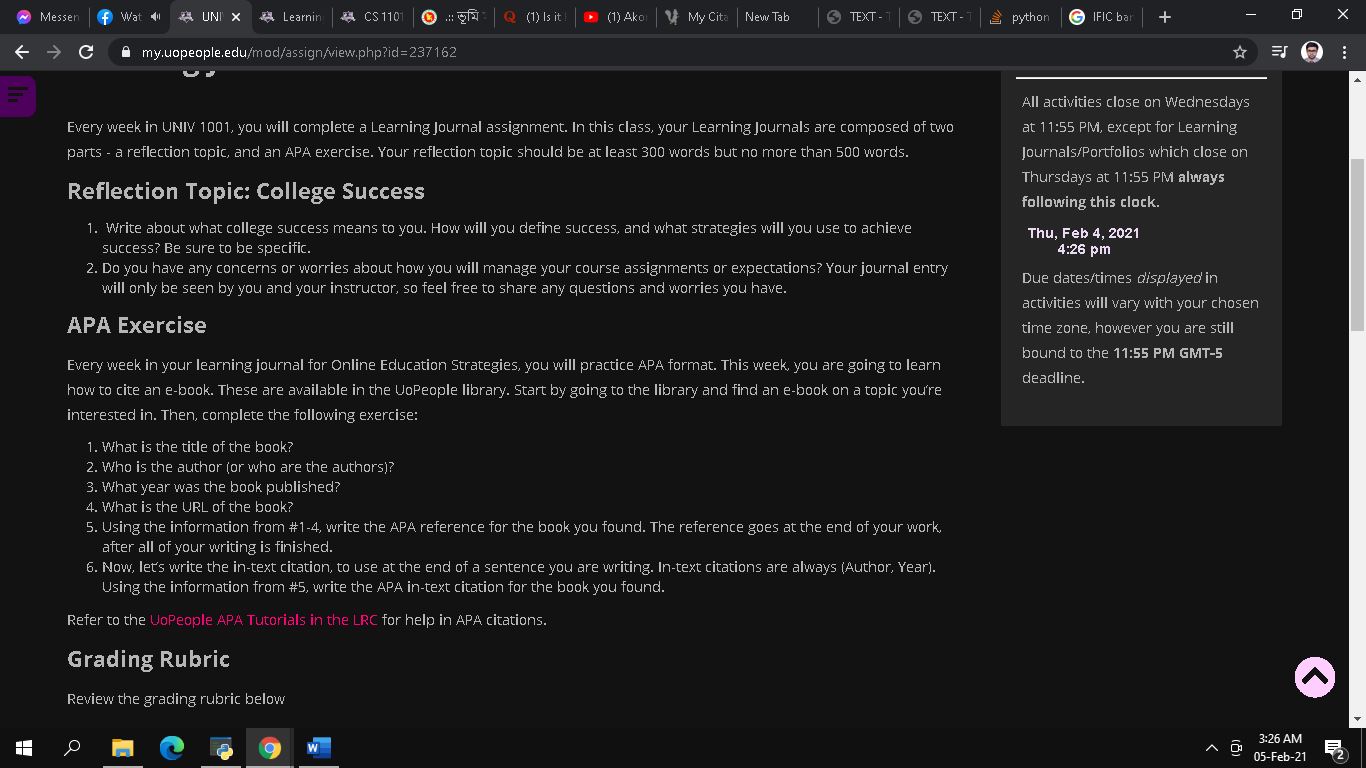 Messen
Wat
UNI
Learnin
CS 1101
.:: ভূমি
(1) Is it
(1) Ako
My Cita
New Tab
TEXT - T
TEXT - T
python
IFIC bar
my.uopeople.edu/mod/assign/view.php?id=237162
Every week in UNIV 1001, you will complete a Learning Journal assignment. In this class, your Learning Journals are composed of two
parts - a reflection topic, and an APA exercise. Your reflection topic should be at least 300 words but no more than 500 words.
Reflection Topic: College Success
1. Write about what college success means to you. How will you define success, and what strategies will you use to achieve
success? Be sure to be specific.
2. Do you have any concerns or worries about how you will manage your course assignments or expectations? Your journal entry
will only be seen by you and your instructor, so feel free to share any questions and worries you have.
APA Exercise
Every week in your learning journal for Online Education Strategies, you will practice APA format. This week, you are going to learn
how to cite an e-book. These are available in the UoPeople library. Start by going to the library and find an e-book on a topic you're
interested in. Then, complete the following exercise:
1. What is the title of the book?
2. Who is the author (or who are the authors)?
3. What year was the book published?
4. What is the URL of the book?
5. Using the information from #1-4, write the APA reference for the book you found. The reference goes at the end of your work,
after all of your writing is finished.
6. Now, let's write the in-text citation, to use at the end of a sentence you are writing. In-text citations are always (Author, Year).
Using the information from #5, write the APA in-text citation for the book you found.
Refer to the UoPeople APA Tutorials in the LRC for help in APA citations.
Grading Rubric
Review the grading rubric below
All activities close on Wednesdays
at 11:55 PM, except for Learning
Journals/Portfolios which close on
Thursdays at 11:55 PM always
following this clock.
Thu, Feb 4, 2021
4:26 pm
Due dates/times displayed in
activities will vary with your chosen
time zone, however you are still
bound to the 11:55 PM GMT-5
deadline.
3:26 AM
05-Feb-21
2